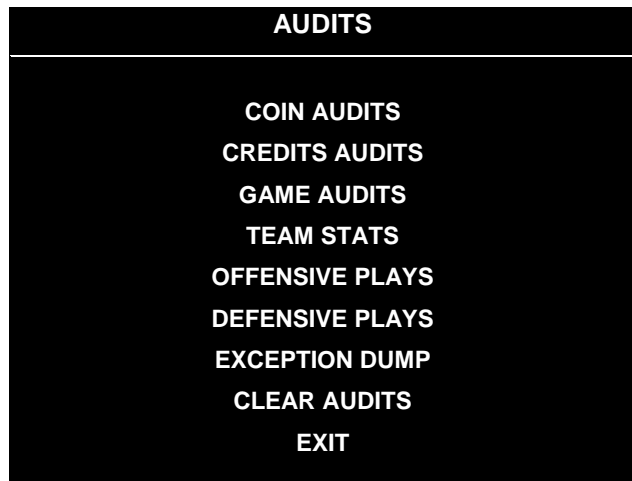 AUDITS
COIN AUDITS
CREDITS AUDITS
GAME AUDITS
TEAM STATS
OFFENSIVE PLAYS
DEFENSIVE PLAYS
EXCEPTION DUMP
CLEAR AUDITS
EXIT